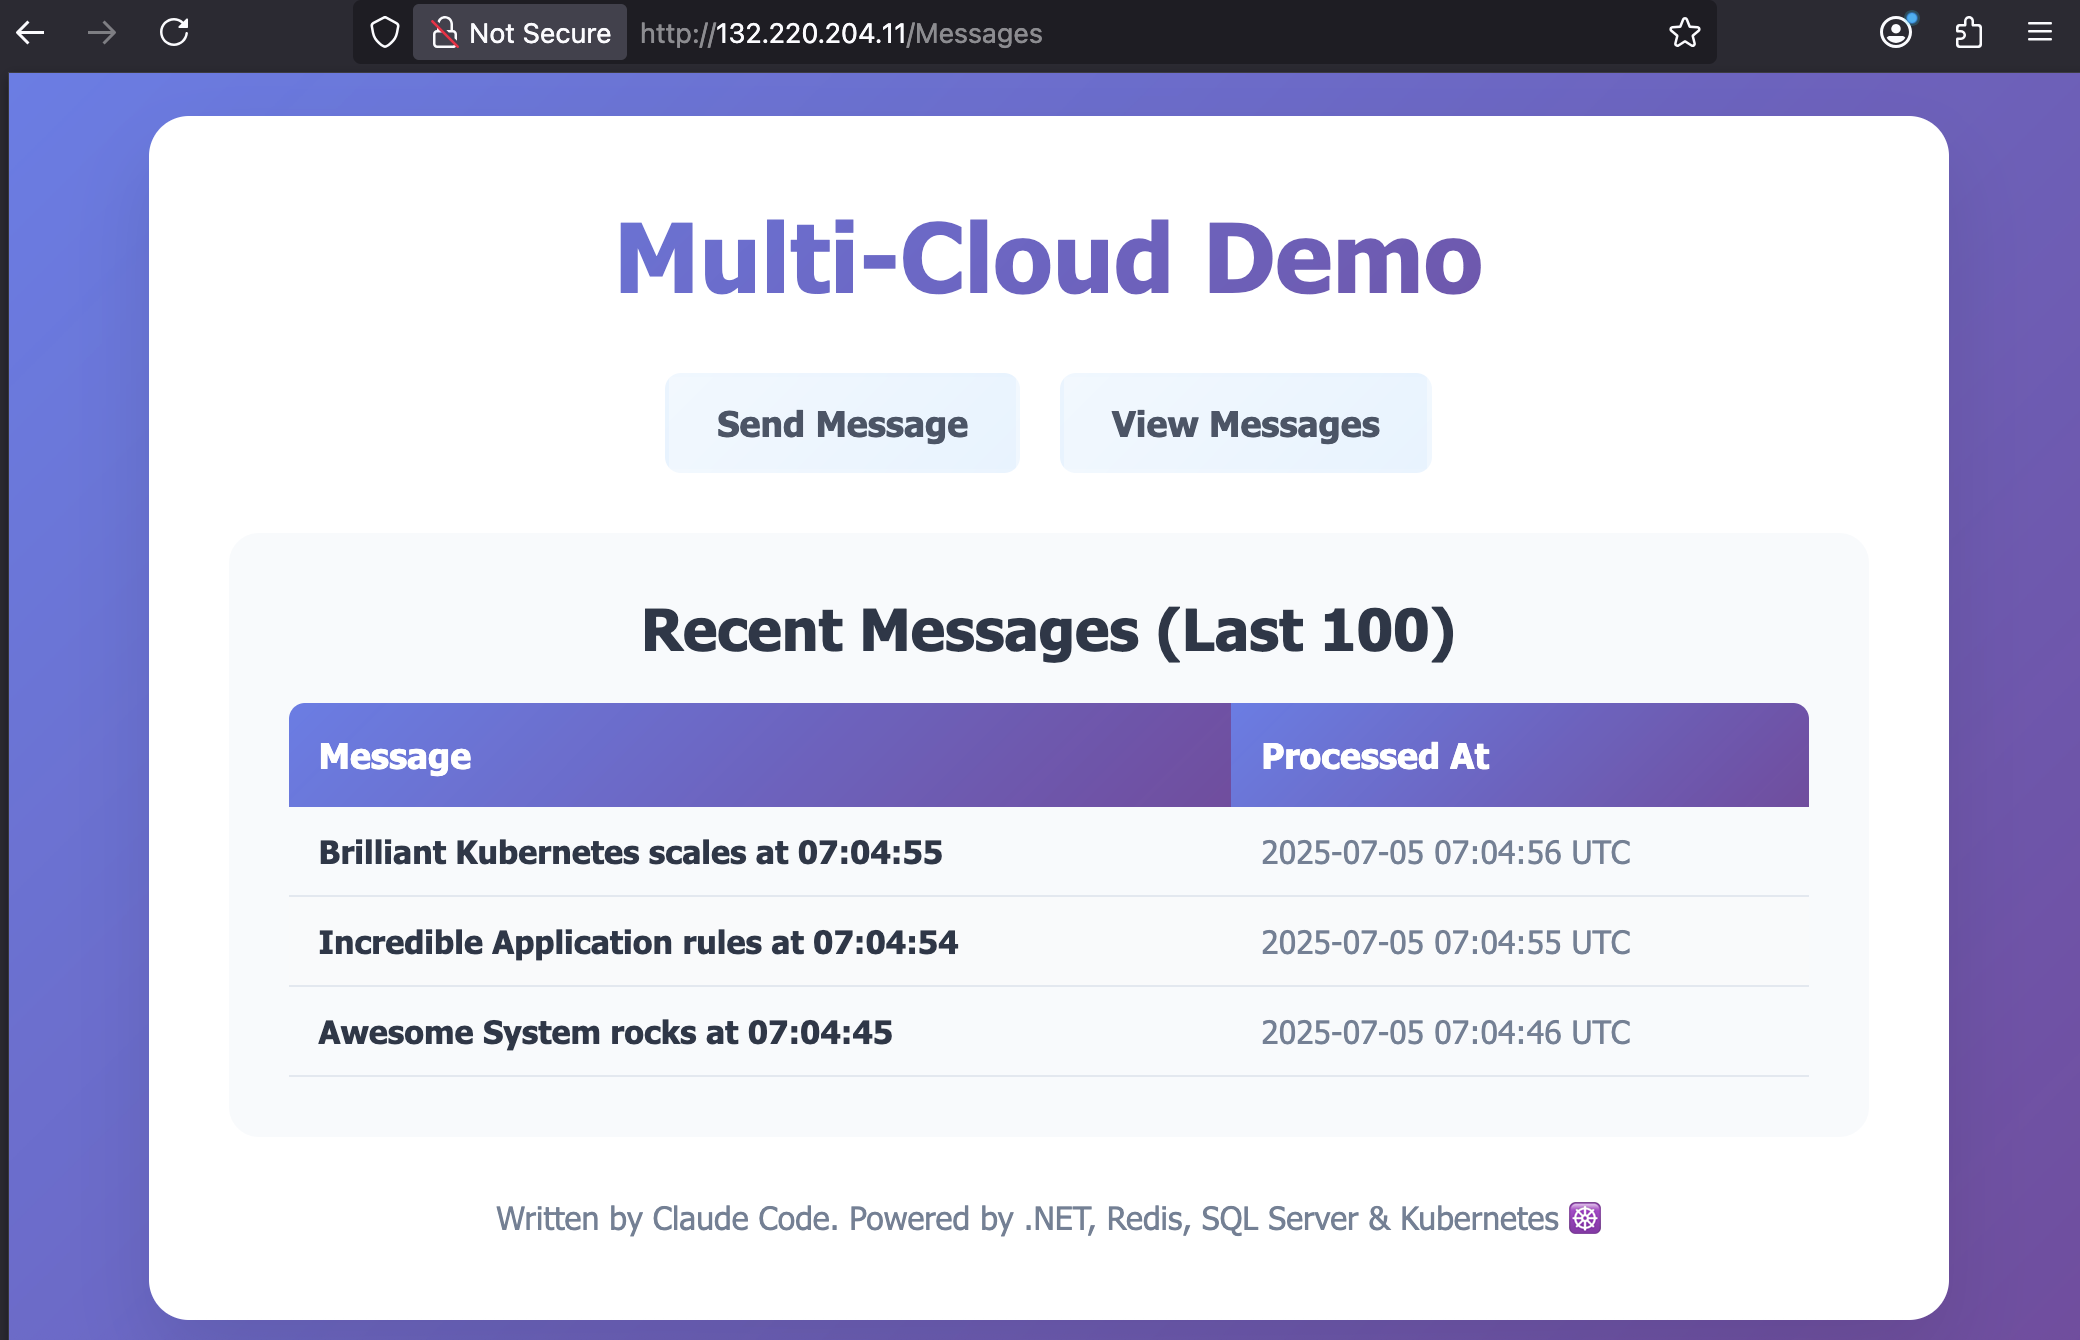 Not Secure http://132.220.204.11/Messages
Multi-Cloud Demo
Send Message View Messages
Recent Messages (Last 100)
Message Processed At
Brilliant Kubernetes scales at 07:04:55 2025-07-05 07:04:56 UTC
Incredible Application rules at 07:04:54 2025-07-05 07:04:55 UTC
Awesome System rocks at 07:04:45 2025-07-05 07:04:46 UTC
Written by Claude Code. Powered by .NET, Redis, SQL Server & Kubernetes ☸️